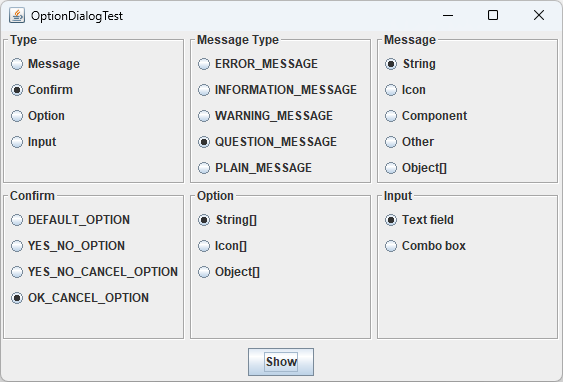 OptionDialogTest
Type
Message
Confirm
Option
Input
Message Type
ERROR_MESSAGE
INFORMATION_MESSAGE
WARNING_MESSAGE
QUESTION_MESSAGE
PLAIN_MESSAGE
Message
String
Icon
Component
Other
Object[]
Confirm
DEFAULT_OPTION
YES_NO_OPTION
YES_NO_CANCEL_OPTION
OK_CANCEL_OPTION
Option
String[]
Icon[]
Object[]
Input
Text field
Combo box
Show